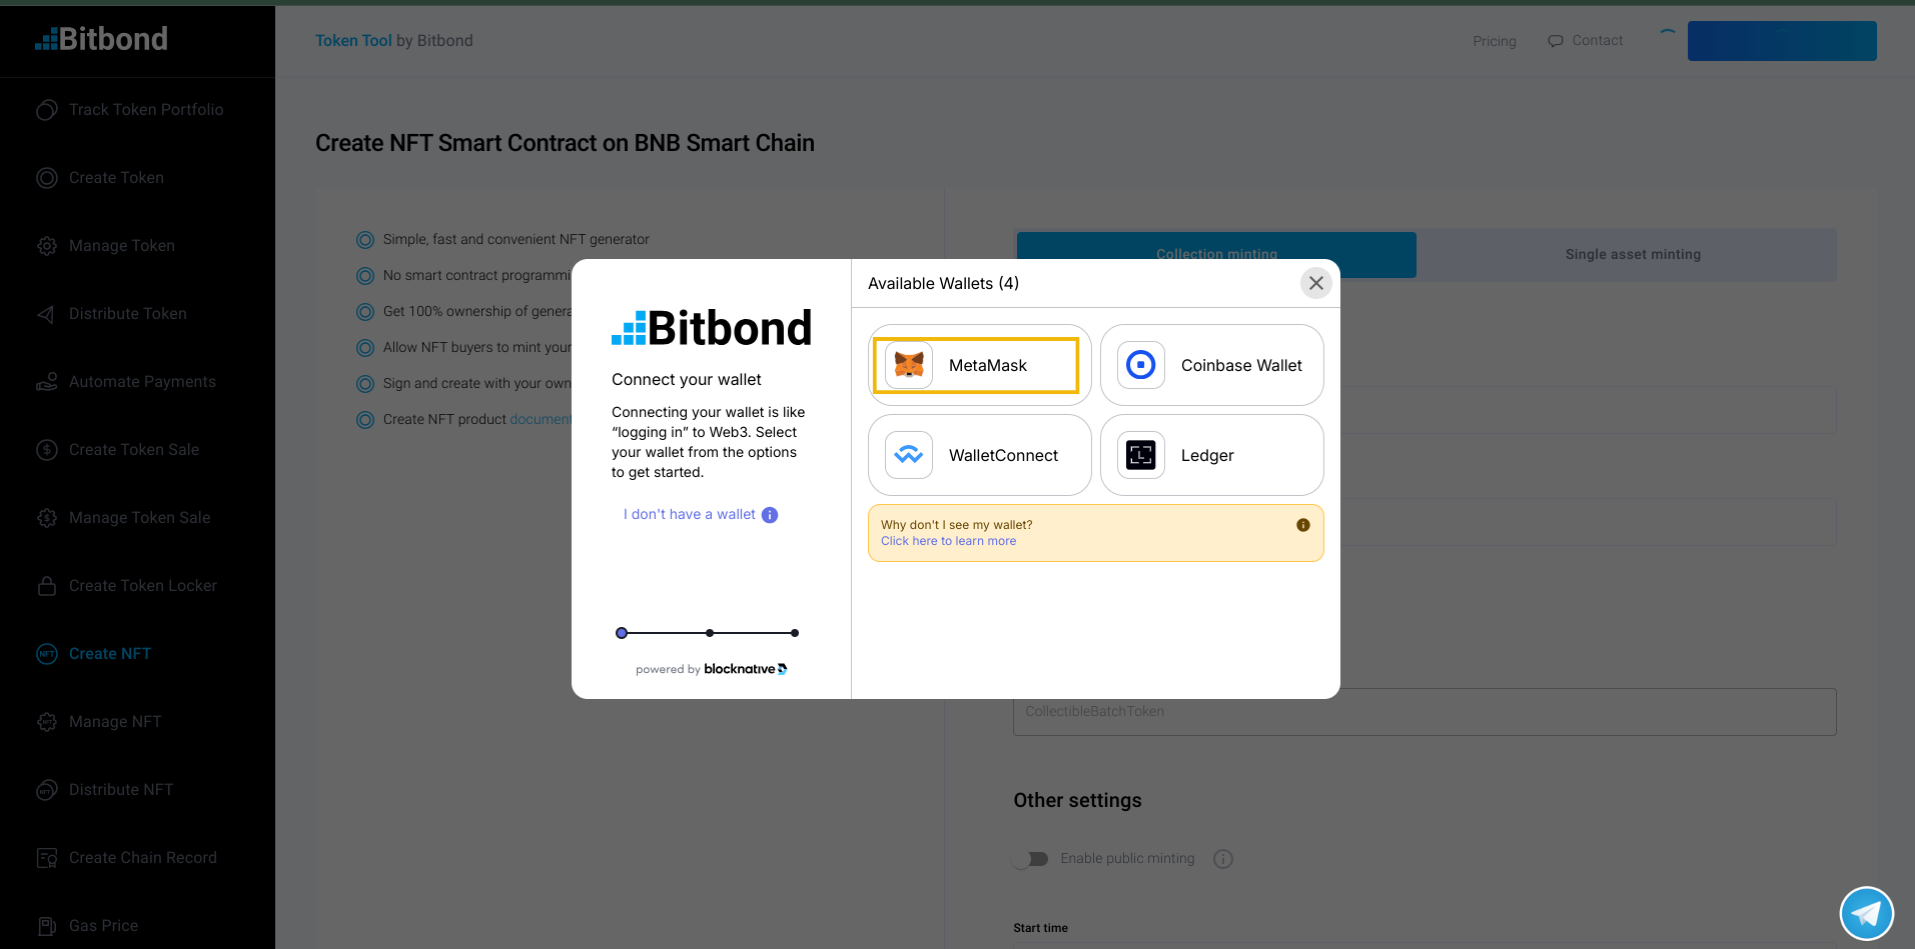 Bitbond
Token Tool by Bitbond
Pricing
Contact
Track Token Portfolio
Create Token
Manage Token
Distribute Token
Automate Payments
Create Token Sale
Manage Token Sale
Create Token Locker
Create NFT
Manage NFT
Distribute NFT
Create Chain Record
Gas Price
Create NFT Smart Contract on BNB Smart Chain
Simple, fast and convenient NFT generator
No smart contract programmi
Get 100% ownership of genera
Allow NFT buyers to mint your
Sign and create with your own
Create NFT product document
Collection minting
Single asset minting
Bitbond
Connect your wallet
Connecting your wallet is like
“logging in” to Web3. Select
your wallet from the options
to get started.
I don't have a wallet
powered by blocknative
Available Wallets (4)
MetaMask
Coinbase Wallet
WalletConnect
Ledger
Why don't I see my wallet?
Click here to learn more
CollectibleBatchToken
Other settings
Enable public minting
Start time